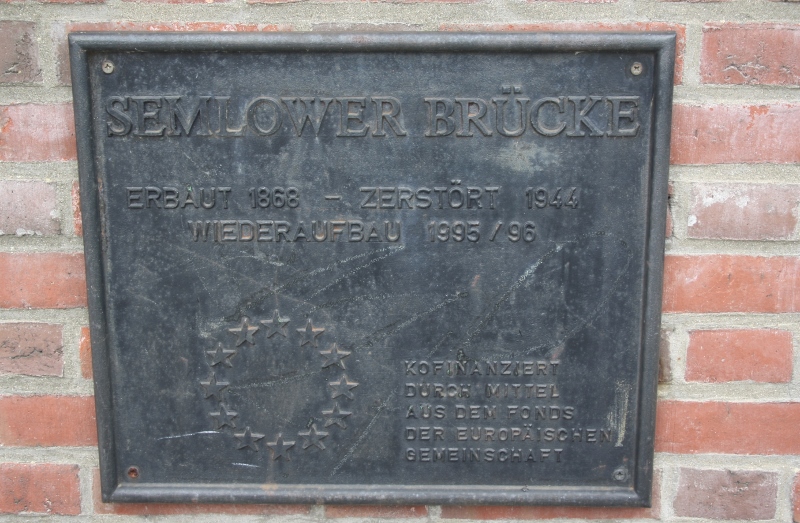 SEMLOWER BRÜCKE
ERBAUT 1868 – ZERSTÖRT 1944
WIEDERAUFBAU 1995/96
KOFINANZIERT
DURCH MITTEL
AUS DEM FONDS
DER EUROPÄISCHEN
GEMEINSCHAFT